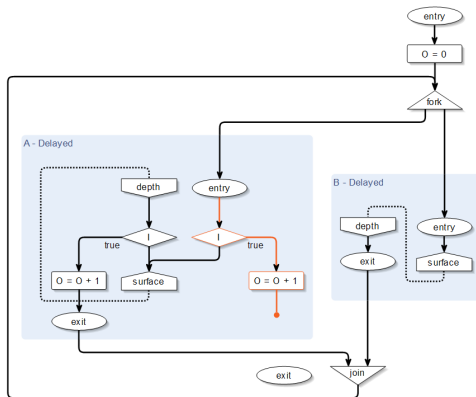 entry
O = 0
fork
A - Delayed
depth
entry
B - Delayed
depth
entry
I
true
I
true
exit
surface
O = O + 1
surface
O = O + 1
exit
exit
join